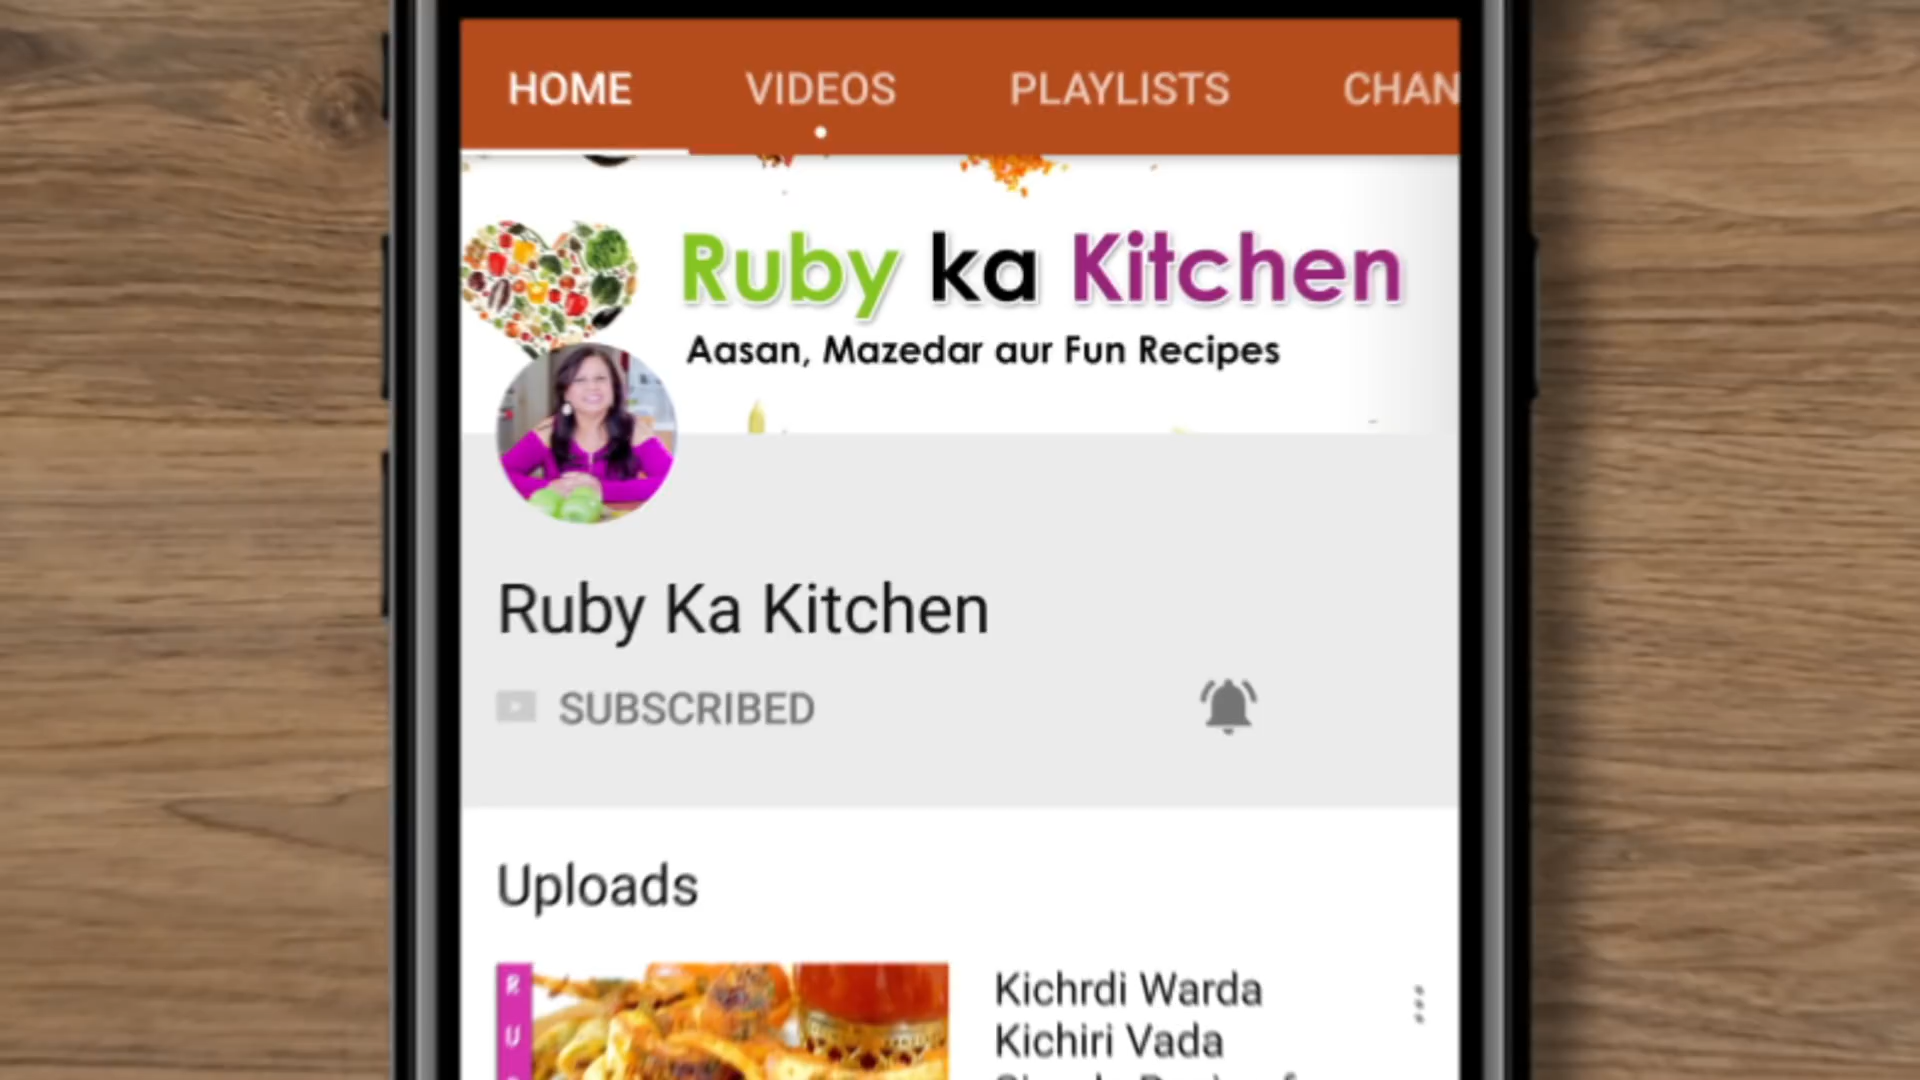 HOME VIDEOS PLAYLISTS CHAN
Ruby ka Kitchen
Aasan, Mazedar aur Fun Recipes
Ruby Ka Kitchen
SUBSCRIBED
Uploads
R
U
Kichrdi Warda
Kichiri Vada